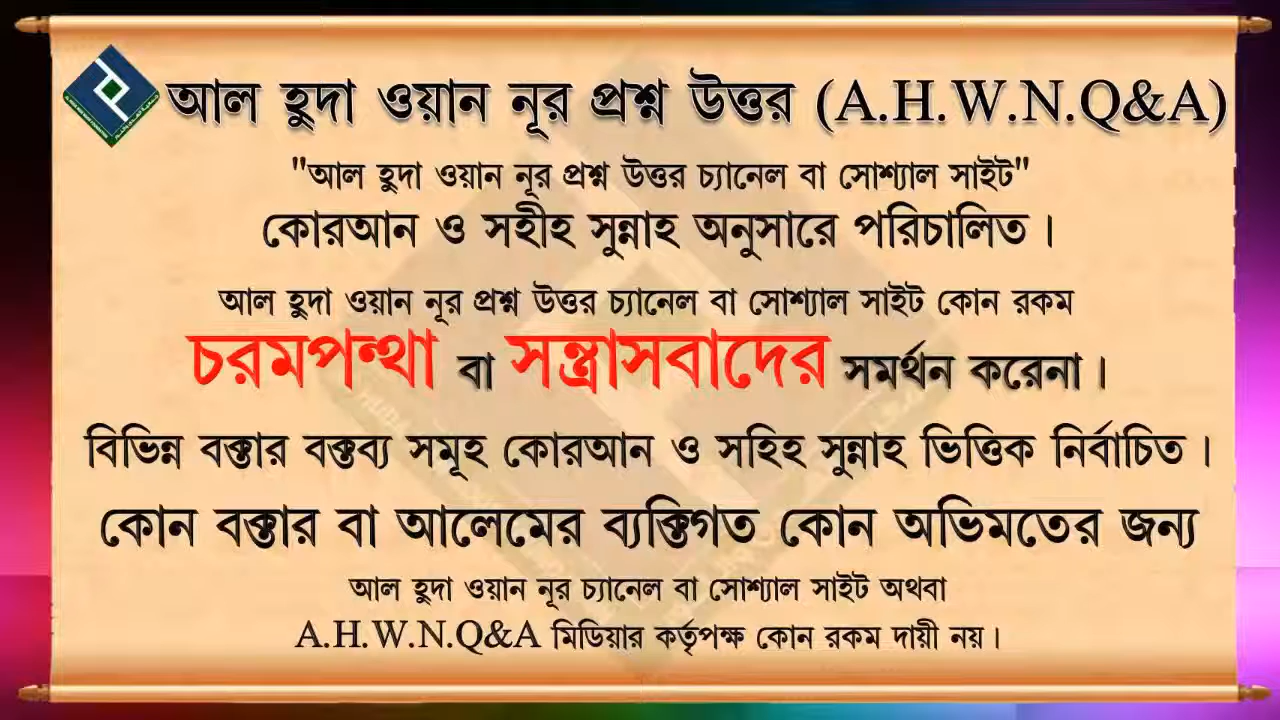 আল হুদা ওয়ান নূর প্রশ্ন উত্তর (A.H.W.N.Q&A)
"আল হুদা ওয়ান নূর প্রশ্ন উত্তর চ্যানেল বা সোশ্যাল সাইট"
কোরআন ও সহীহ সুন্নাহ অনুসারে পরিচালিত।
আল হুদা ওয়ান নূর প্রশ্ন উত্তর চ্যানেল বা সোশ্যাল সাইট কোন রকম
চরমপন্থা বা সন্ত্রাসবাদের সমর্থন করেনা।
বিভিন্ন বক্তার বক্তব্য সমূহ কোরআন ও সহিহ সুন্নাহ ভিত্তিক নির্বাচিত।
কোন বক্তার বা আলেমের ব্যক্তিগত কোন অভিমতের জন্য
আল হুদা ওয়ান নূর চ্যানেল বা সোশ্যাল সাইট অথবা
A.H.W.N.Q&A মিডিয়ার কর্তৃপক্ষ কোন রকম দায়ী নয়।